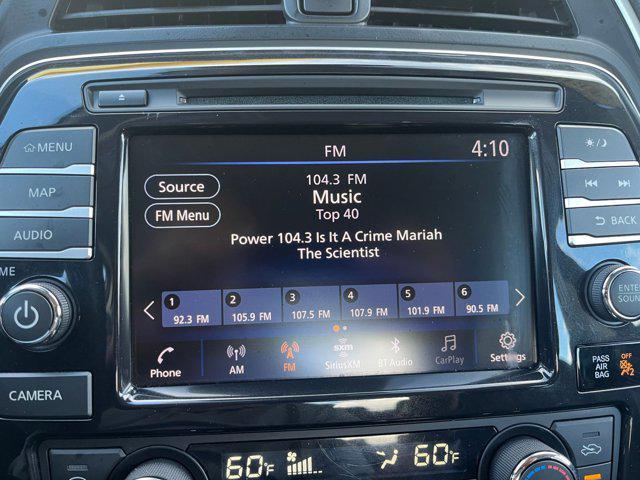 FM 4:10
MENU
MAP
AUDIO
Source
FM Menu
104.3 FM
Music
Top 40
Power 104.3 Is It A Crime Mariah
The Scientist
1 2 3 4 5 6
92.3 FM 105.9 FM 107.5 FM 107.9 FM 101.9 FM 90.5 FM
Phone AM FM SiriusXM BT Audio CarPlay Settings
sxm
BACK
ENTER
SOUND
CAMERA
PASS
AIR
BAG
OFF
2
60°F 60°F